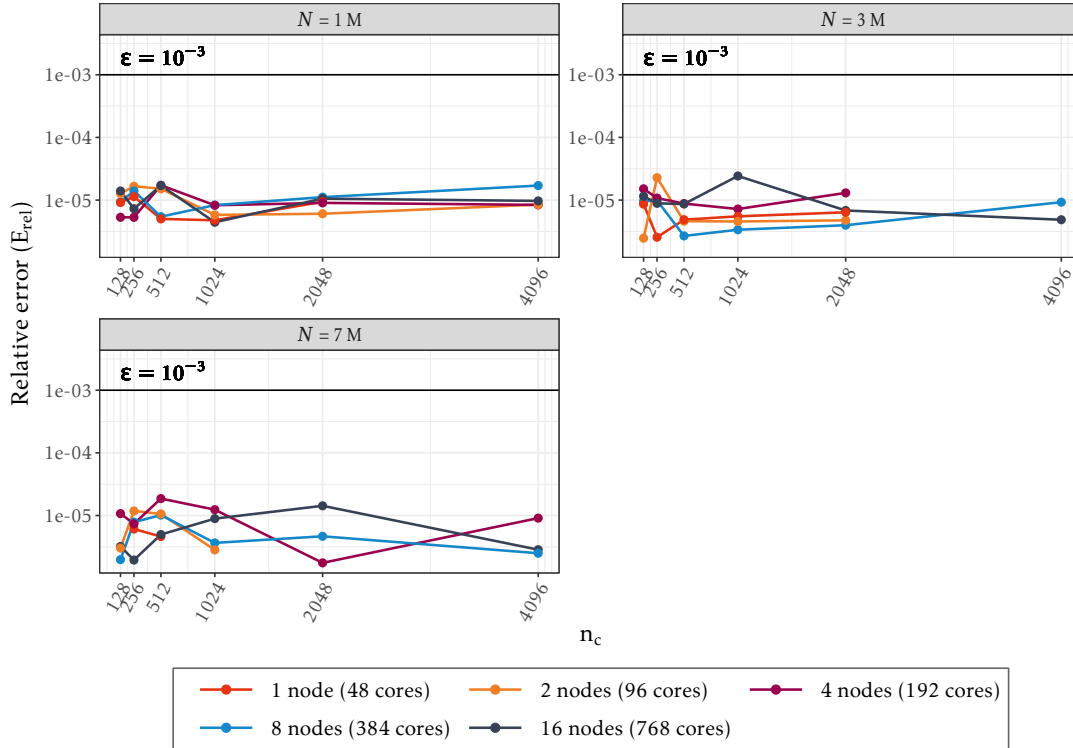 N = 1 M
N = 3 M
ε = 10⁻³
ε = 10⁻³
1e-03
1e-04
1e-05
1e-03
1e-04
1e-05
128
256
512
1024
2048
4096
128
256
512
1024
2048
4096
Relative error (E_rel)
N = 7 M
ε = 10⁻³
1e-03
1e-04
1e-05
128
256
512
1024
2048
4096
n_c
1 node (48 cores) 2 nodes (96 cores) 4 nodes (192 cores)
8 nodes (384 cores) 16 nodes (768 cores)